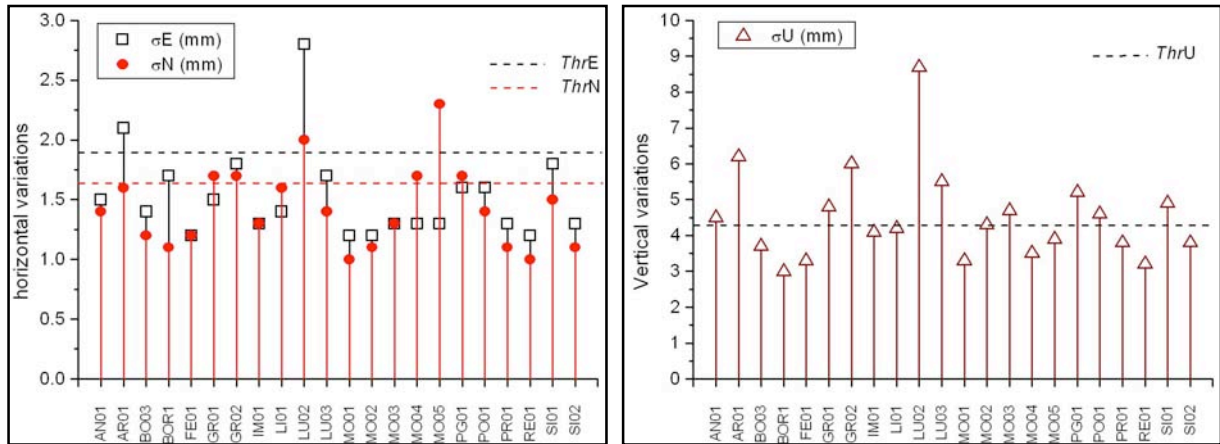 3.0
2.5
2.0
1.5
1.0
0.5
0.0
horizontal variations
σE (mm)
σN (mm)
ThrE
ThrN
AN01 AR01 BO03 BOR1 FE01 GR01 GR02 IM01 LI01 LU02 LU03 MO01 MO02 MO03 MO04 MO05 PG01 PO01 PR01 RE01 SI01 SI02
10
9
8
7
6
5
4
3
2
1
0
Vertical variations
σU (mm)
ThrU
AN01 AR01 BO03 BOR1 FE01 GR01 GR02 IM01 LI01 LU02 LU03 MO01 MO02 MO03 MO04 MO05 PG01 PO01 PR01 RE01 SI01 SI02